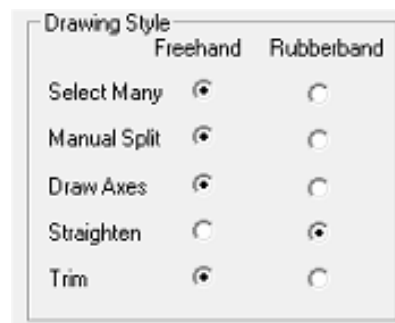 Drawing Style
Freehand Rubberband
Select Many
Manual Split
Draw Axes
Straighten
Trim